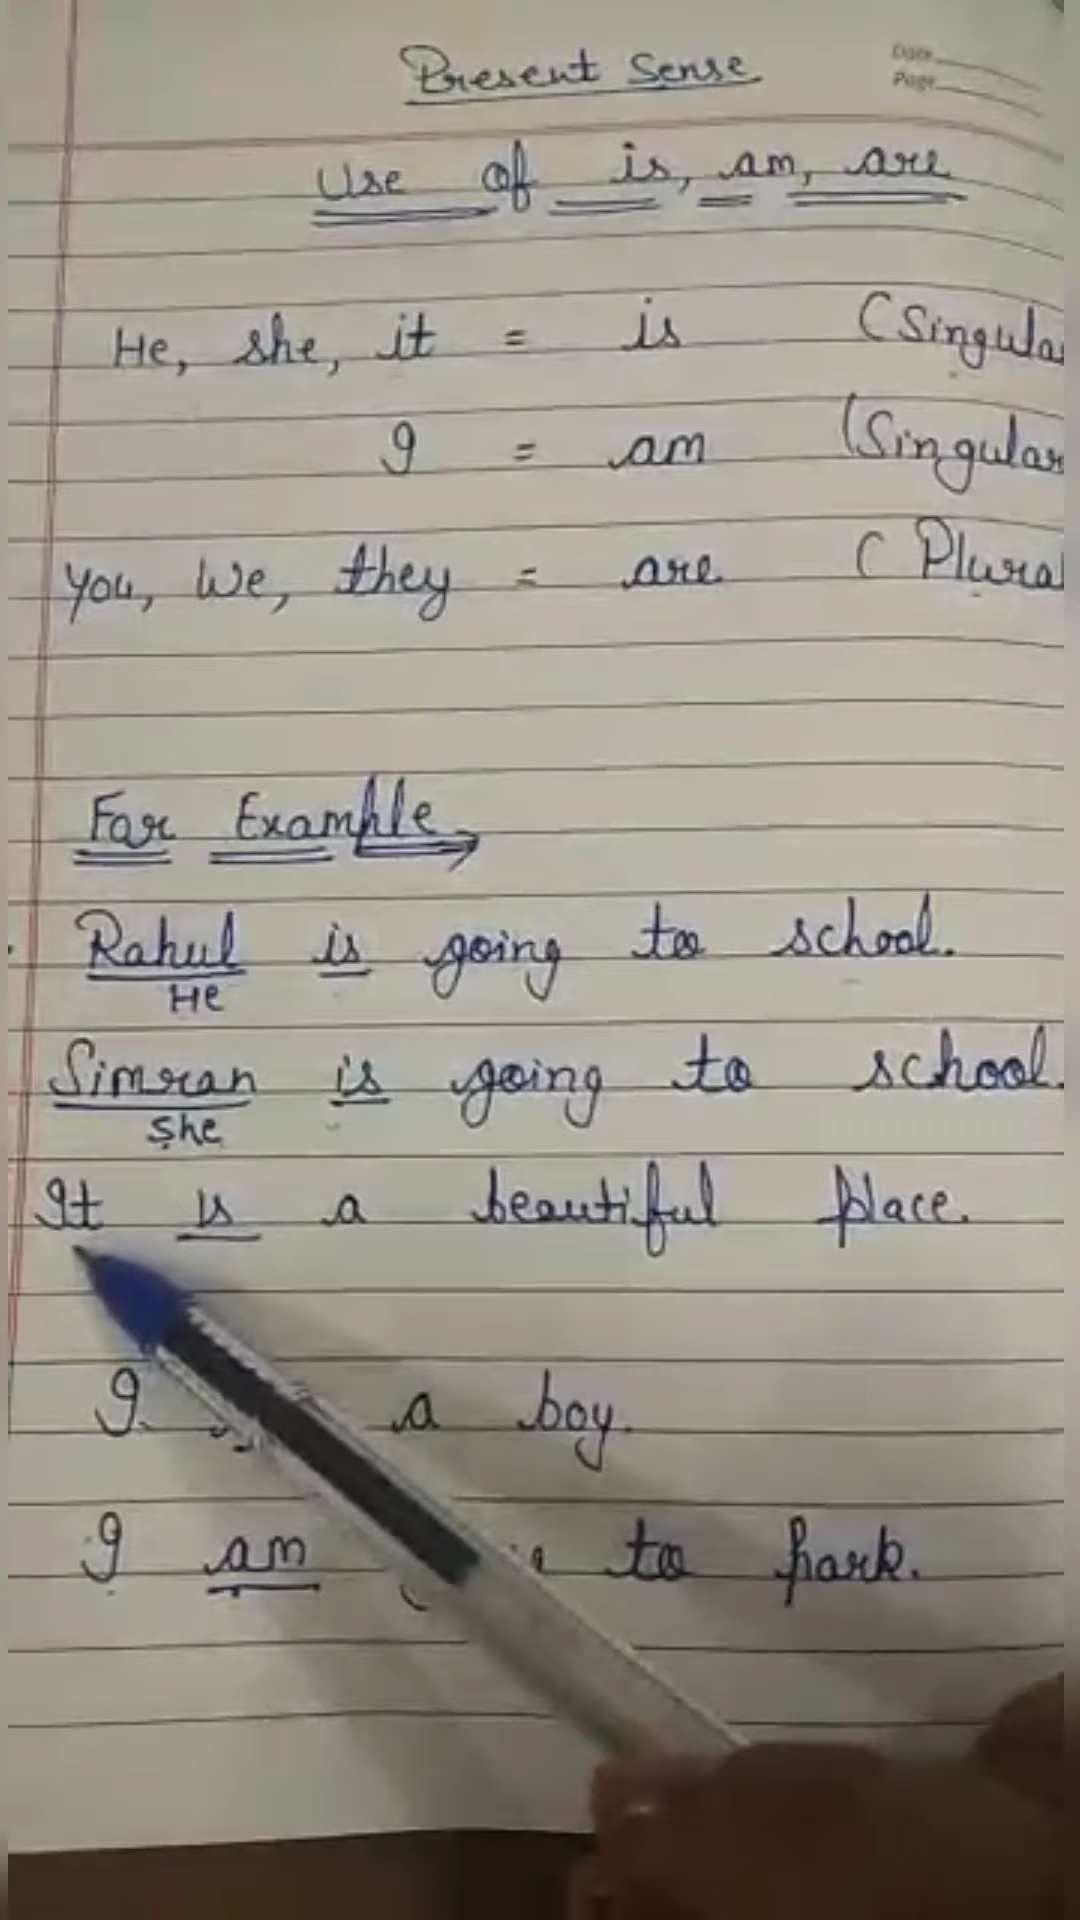 Present Sense
Date
Page
Use of is, am, are
He, she, it = is (Singula
I = am (Singular
You, We, they = are ( Plura
For Example
Rahul is going to school.
He
Simran is going to school.
She
It is a beautiful place.
I a boy.
I am to park.